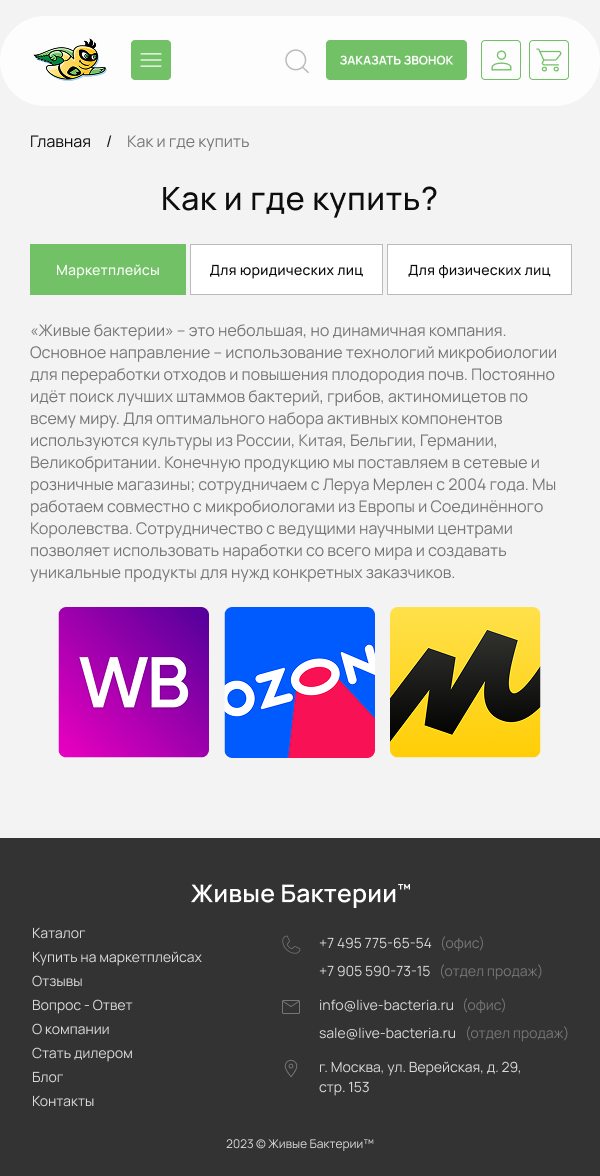 ЗАКАЗАТЬ ЗВОНОК
Главная / Как и где купить
Как и где купить?
Маркетплейсы
Для юридических лиц
Для физических лиц
«Живые бактерии» – это небольшая, но динамичная компания.
Основное направление – использование технологий микробиологии
для переработки отходов и повышения плодородия почв. Постоянно
идёт поиск лучших штаммов бактерий, грибов, актиномицетов по
всему миру. Для оптимального набора активных компонентов
используются культуры из России, Китая, Бельгии, Германии,
Великобритании. Конечную продукцию мы поставляем в сетевые и
розничные магазины; сотрудничаем с Леруа Мерлен с 2004 года. Мы
работаем совместно с микробиологами из Европы и Соединённого
Королевства. Сотрудничество с ведущими научными центрами
позволяет использовать наработки со всего мира и создавать
уникальные продукты для нужд конкретных заказчиков.
WB
OZON
М
Живые Бактерии™
Каталог
Купить на маркетплейсах
Отзывы
Вопрос - Ответ
О компании
Стать дилером
Блог
Контакты
+7 495 775-65-54 (офис)
+7 905 590-73-15 (отдел продаж)
info@live-bacteria.ru (офис)
sale@live-bacteria.ru (отдел продаж)
г. Москва, ул. Верейская, д. 29,
стр. 153
2023 © Живые Бактерии™